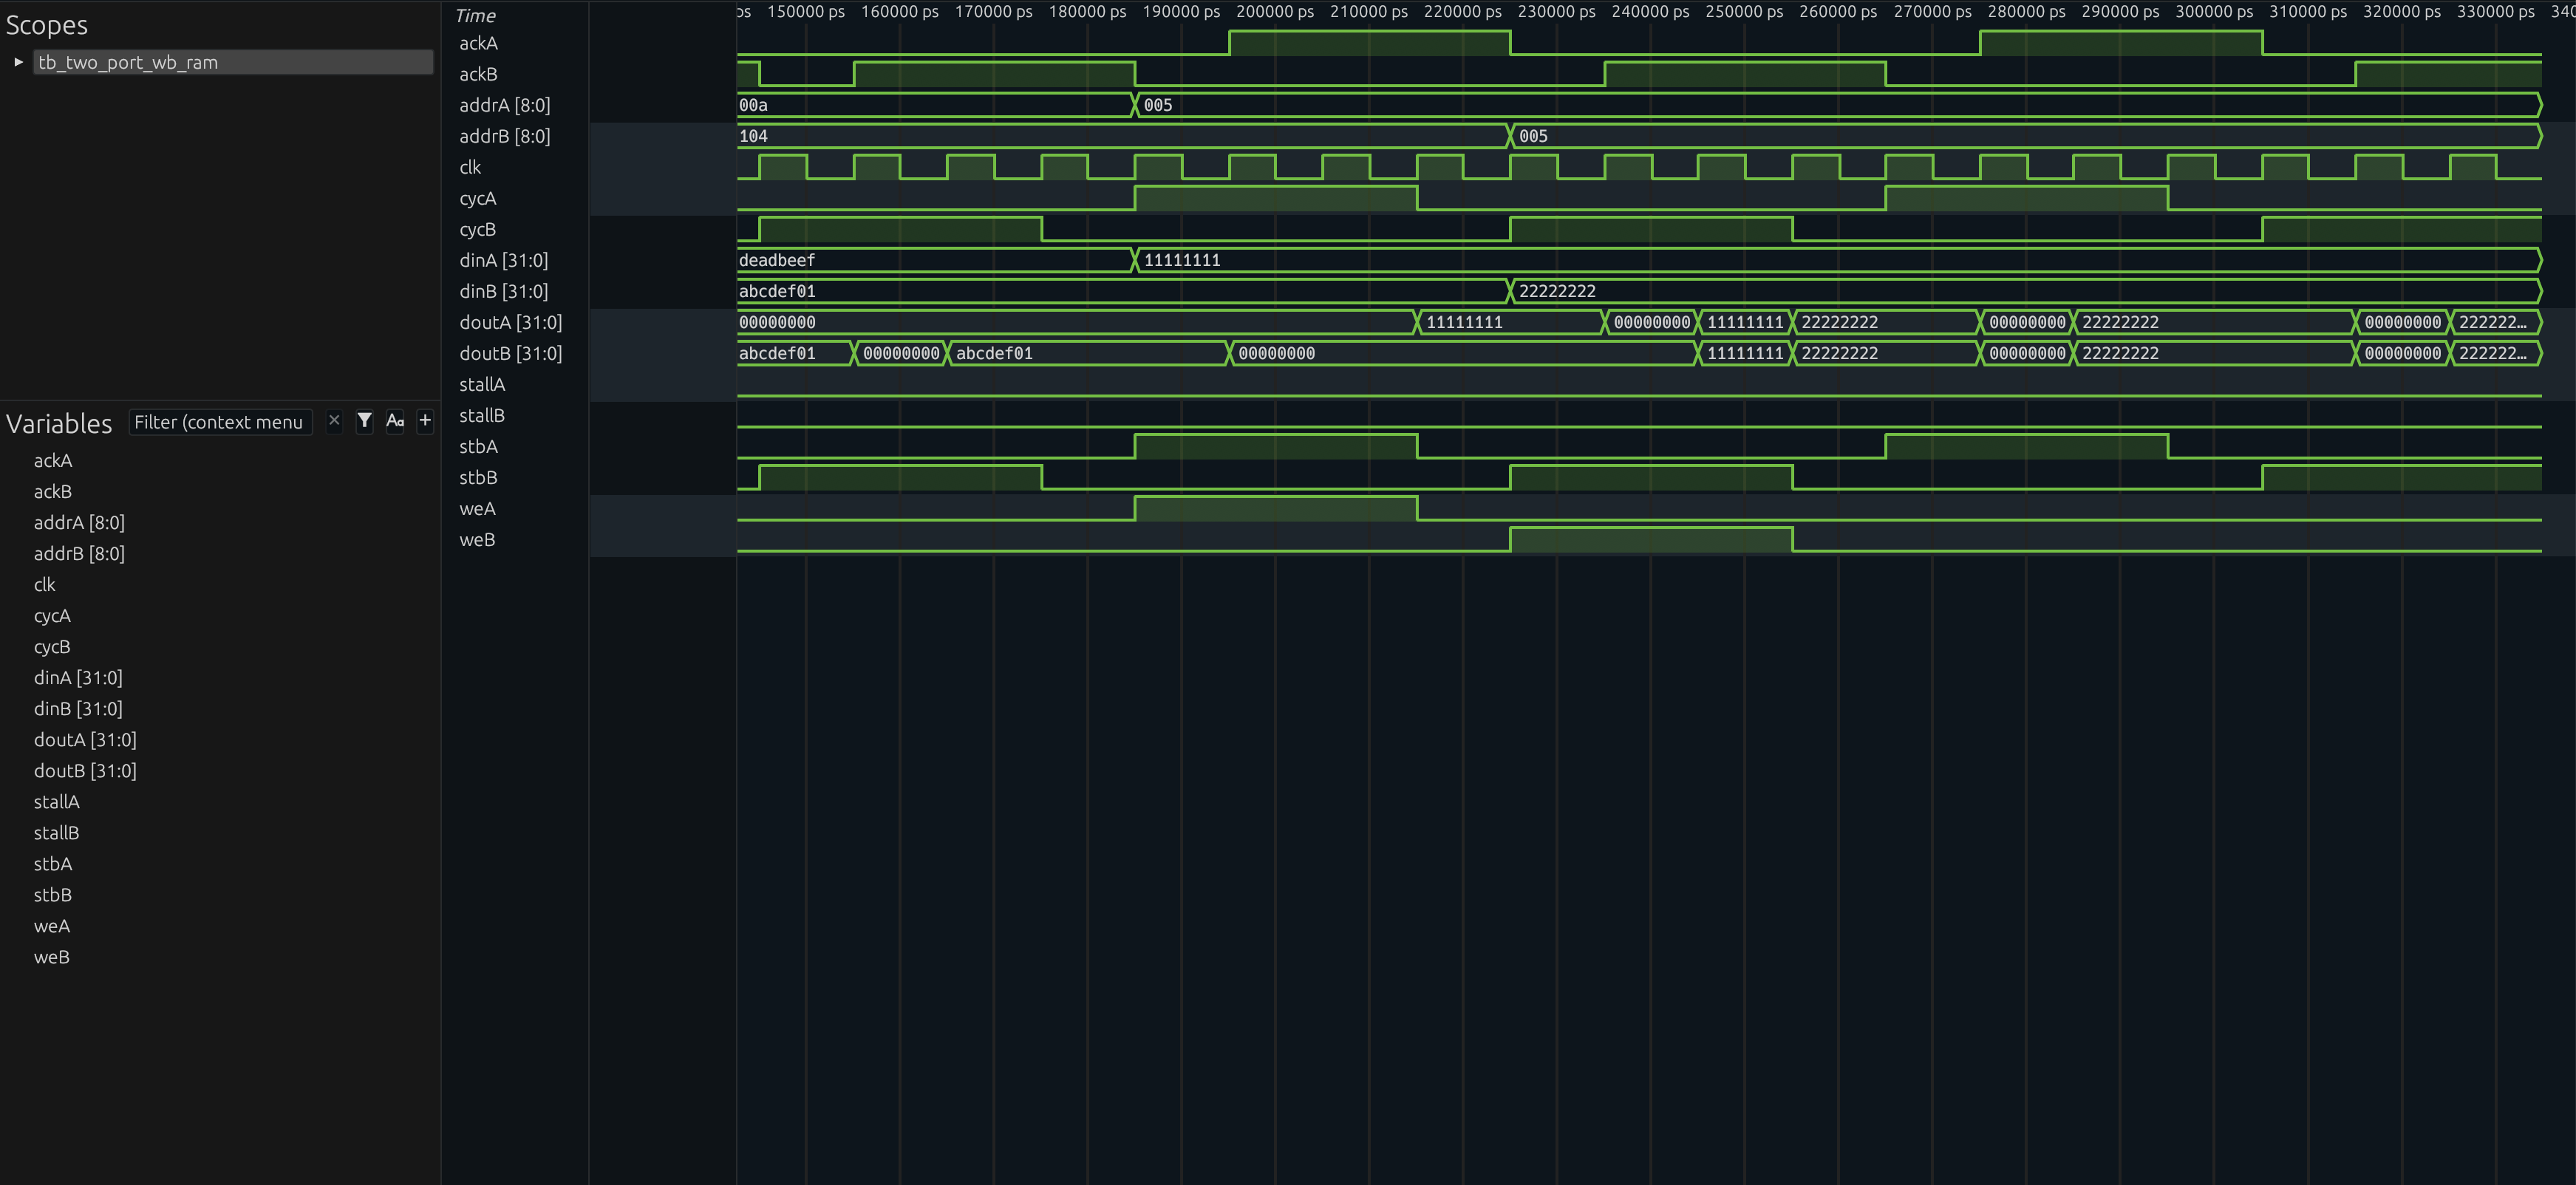 Scopes
▶ tb_two_port_wb_ram
Variables Filter (context menu × Aa +
ackA
ackB
addrA [8:0]
addrB [8:0]
clk
cycA
cycB
dinA [31:0]
dinB [31:0]
doutA [31:0]
doutB [31:0]
stallA
stallB
stbA
stbB
weA
weB
Time ps 150000 ps 160000 ps 170000 ps 180000 ps 190000 ps 200000 ps 210000 ps 220000 ps 230000 ps 240000 ps 250000 ps 260000 ps 270000 ps 280000 ps 290000 ps 300000 ps 310000 ps 320000 ps 330000 ps 340
ackA
ackB
addrA [8:0] 00a 005
addrB [8:0] 104 005
clk
cycA
cycB
dinA [31:0] deadbeef 11111111
dinB [31:0] abcdef01 22222222
doutA [31:0] 00000000 11111111 00000000 11111111 22222222 00000000 22222222 00000000 222222…
doutB [31:0] abcdef01 00000000 abcdef01 00000000 11111111 22222222 00000000 22222222 00000000 222222…
stallA
stallB
stbA
stbB
weA
weB